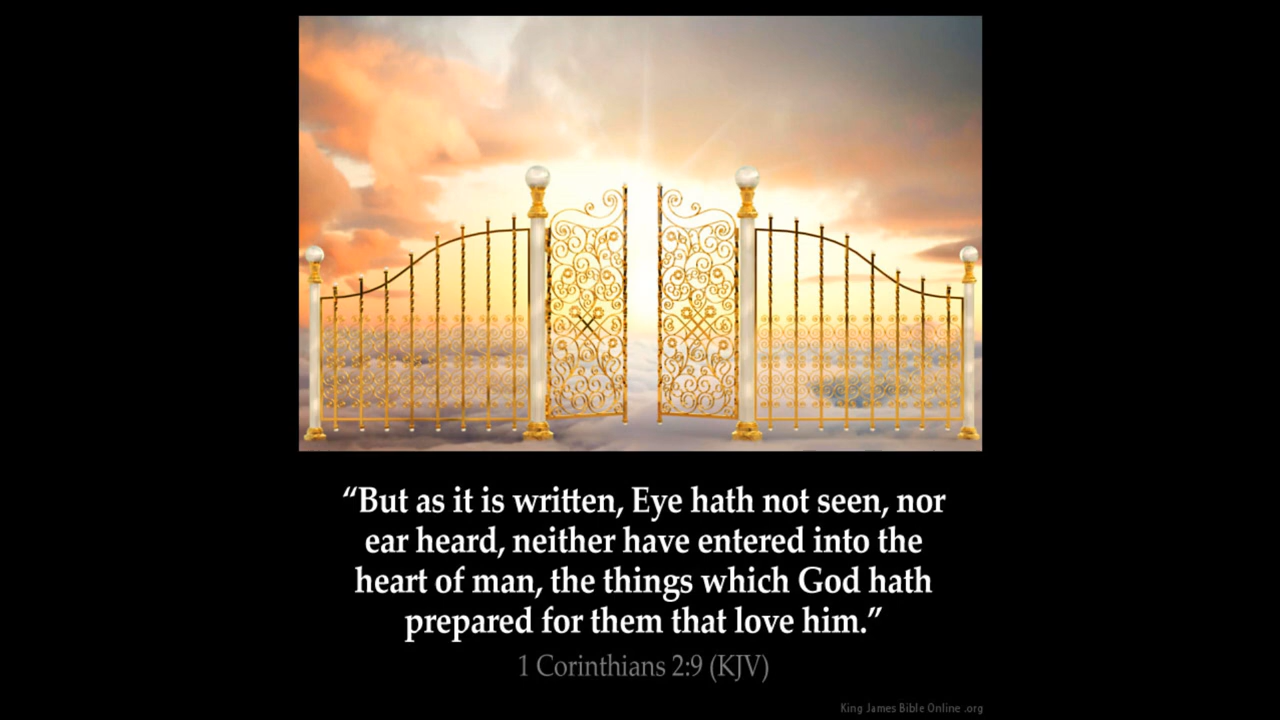 “But as it is written, Eye hath not seen, nor
ear heard, neither have entered into the
heart of man, the things which God hath
prepared for them that love him.”
1 Corinthians 2:9 (KJV)
King James Bible Online .org